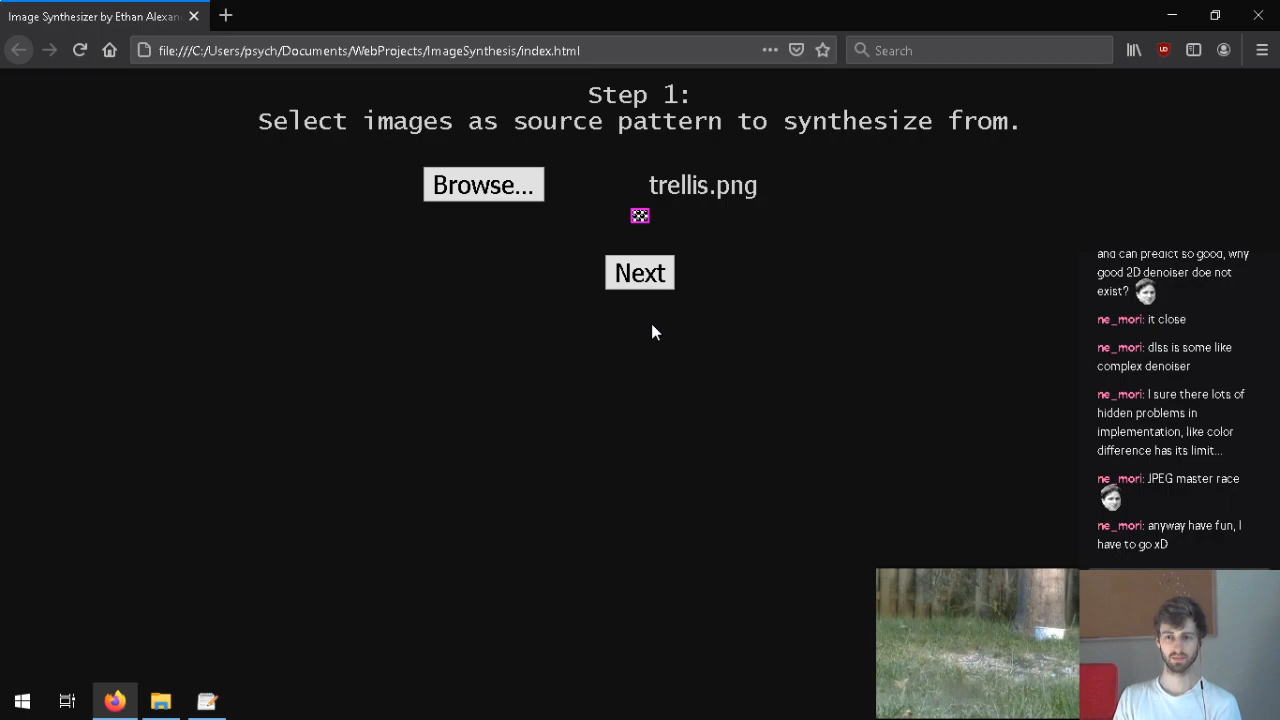 Image Synthesizer by Ethan Alexan
file:///C:/Users/psych/Documents/WebProjects/ImageSynthesis/index.html
Search
Step 1:
Select images as source pattern to synthesize from.
Browse...
trellis.png
Next
and can predict so good, why
good 2D denoiser doe not
exist?
ne_mori: it close
ne_mori: dlss is some like
complex denoiser
ne_mori: I sure there lots of
hidden problems in
implementation, like color
difference has its limit...
ne_mori: JPEG master race
ne_mori: anyway have fun, I
have to go xD